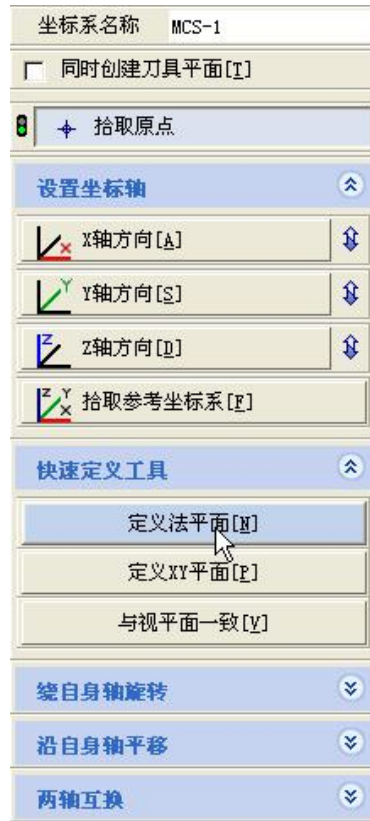 坐标系名称 MCS-1
同时创建刀具平面[T]
拾取原点
设置坐标轴
X轴方向[A]
Y轴方向[S]
Z轴方向[D]
拾取参考坐标系[F]
快速定义工具
定义法平面[N]
定义XY平面[P]
与视平面一致[V]
绕自身轴旋转
沿自身轴平移
两轴互换